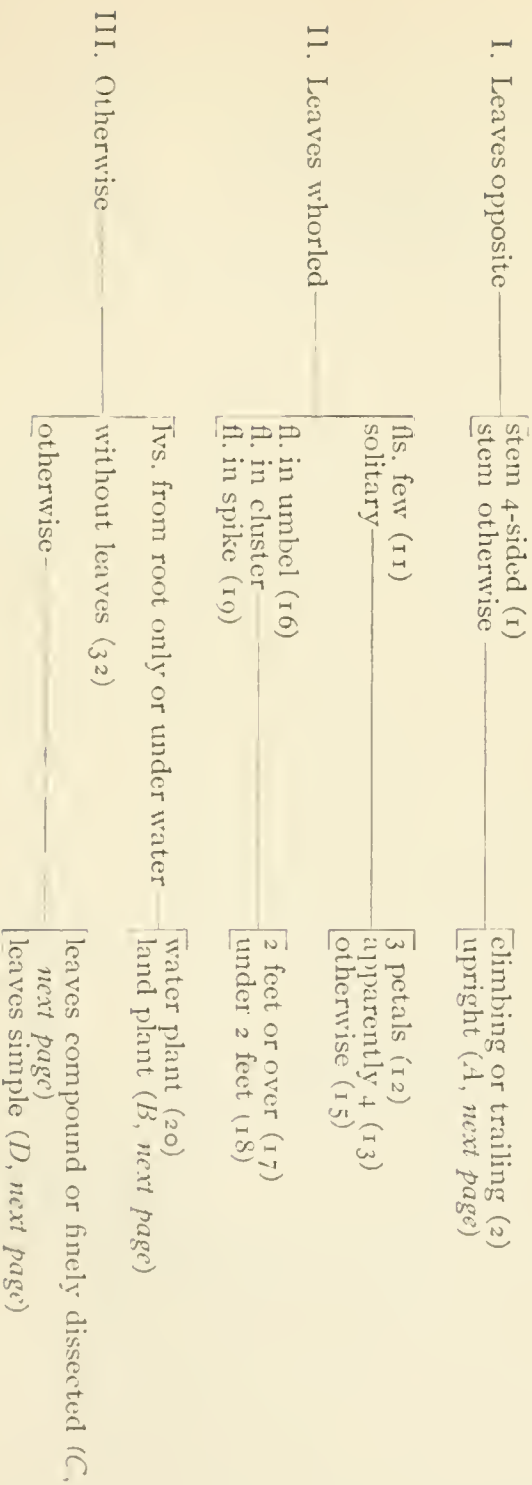 I. Leaves opposite
stem 4-sided (1)
stem otherwise
climbing or trailing (2)
upright (A, next page)
II. Leaves whorled
fls. few (11)
solitary
3 petals (12)
apparently 4 (13)
otherwise (15)
fl. in umbel (16)
fl. in cluster
fl. in spike (19)
2 feet or over (17)
under 2 feet (18)
III. Otherwise
lvs. from root only or under water
without leaves (32)
otherwise
water plant (20)
land plant (B, next page)
leaves compound or finely dissected (C,
next page)
leaves simple (D, next page)